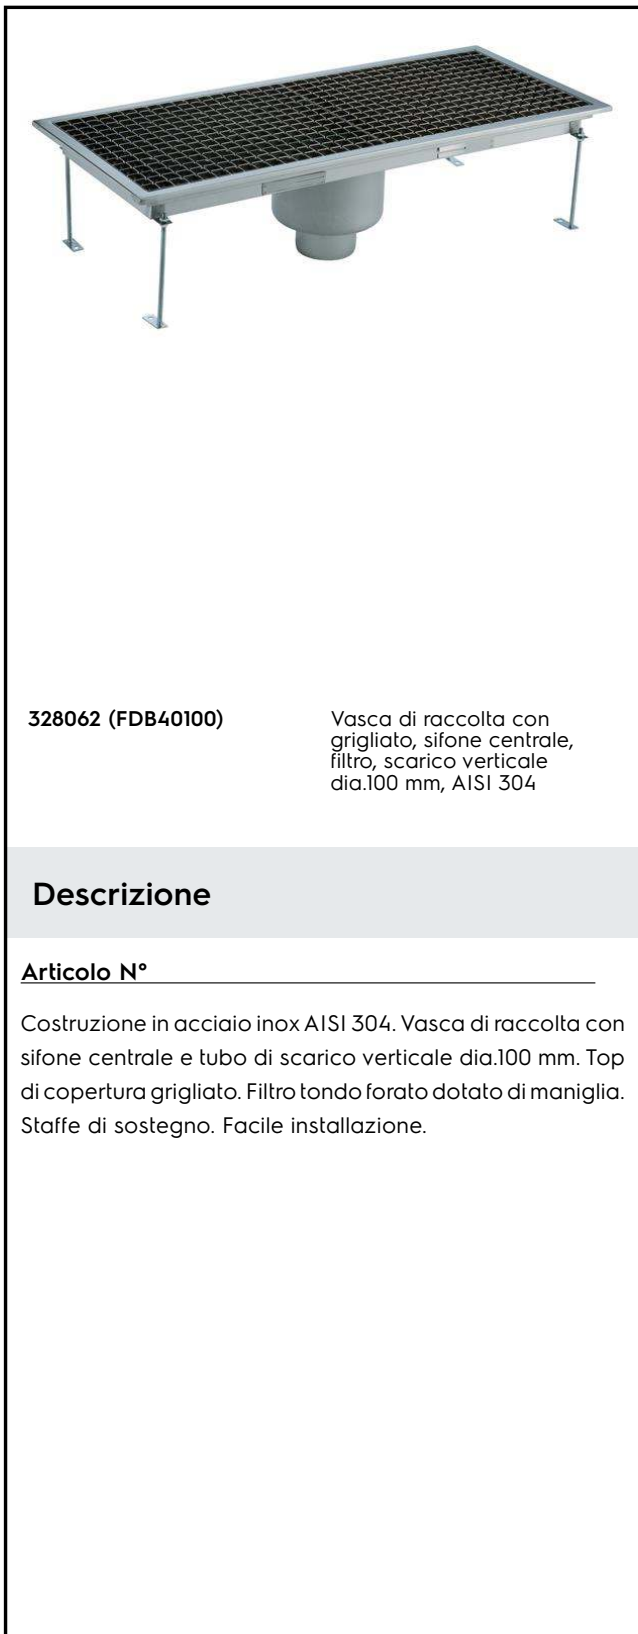 328062 (FDB40100)
Vasca di raccolta con
grigliato, sifone centrale,
filtro, scarico verticale
dia.100 mm, AISI 304
Descrizione
Articolo N°
Costruzione in acciaio inox AISI 304. Vasca di raccolta con
sifone centrale e tubo di scarico verticale dia.100 mm. Top
di copertura grigliato. Filtro tondo forato dotato di maniglia.
Staffe di sostegno. Facile installazione.